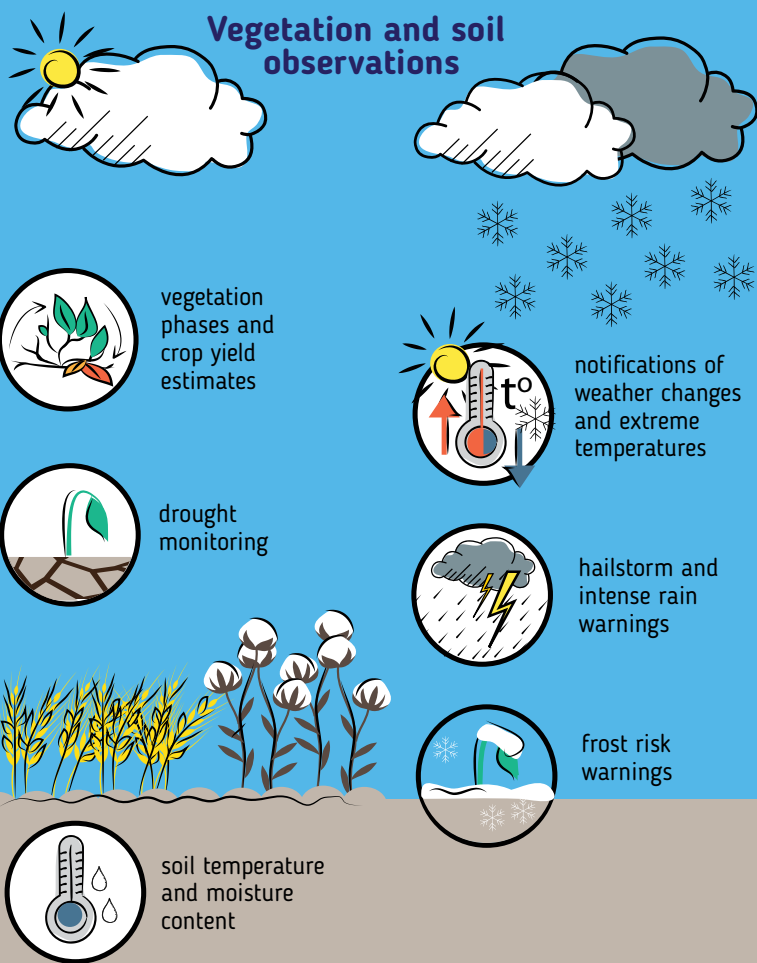 Vegetation and soil
observations
vegetation
phases and
crop yield
estimates
drought
monitoring
soil temperature
and moisture
content
tº
notifications of
weather changes
and extreme
temperatures
hailstorm and
intense rain
warnings
frost risk
warnings